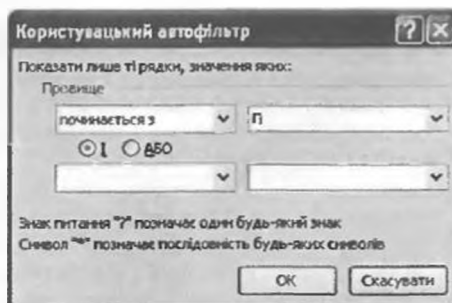 Користувацький автофільтр
Показати лише ті рядки, значення яких:
Прізвище
починається з П
І АБО
Знак питання "?" позначає один будь-який знак
Символ "*" позначає послідовність будь-яких символів
ОК Скасувати